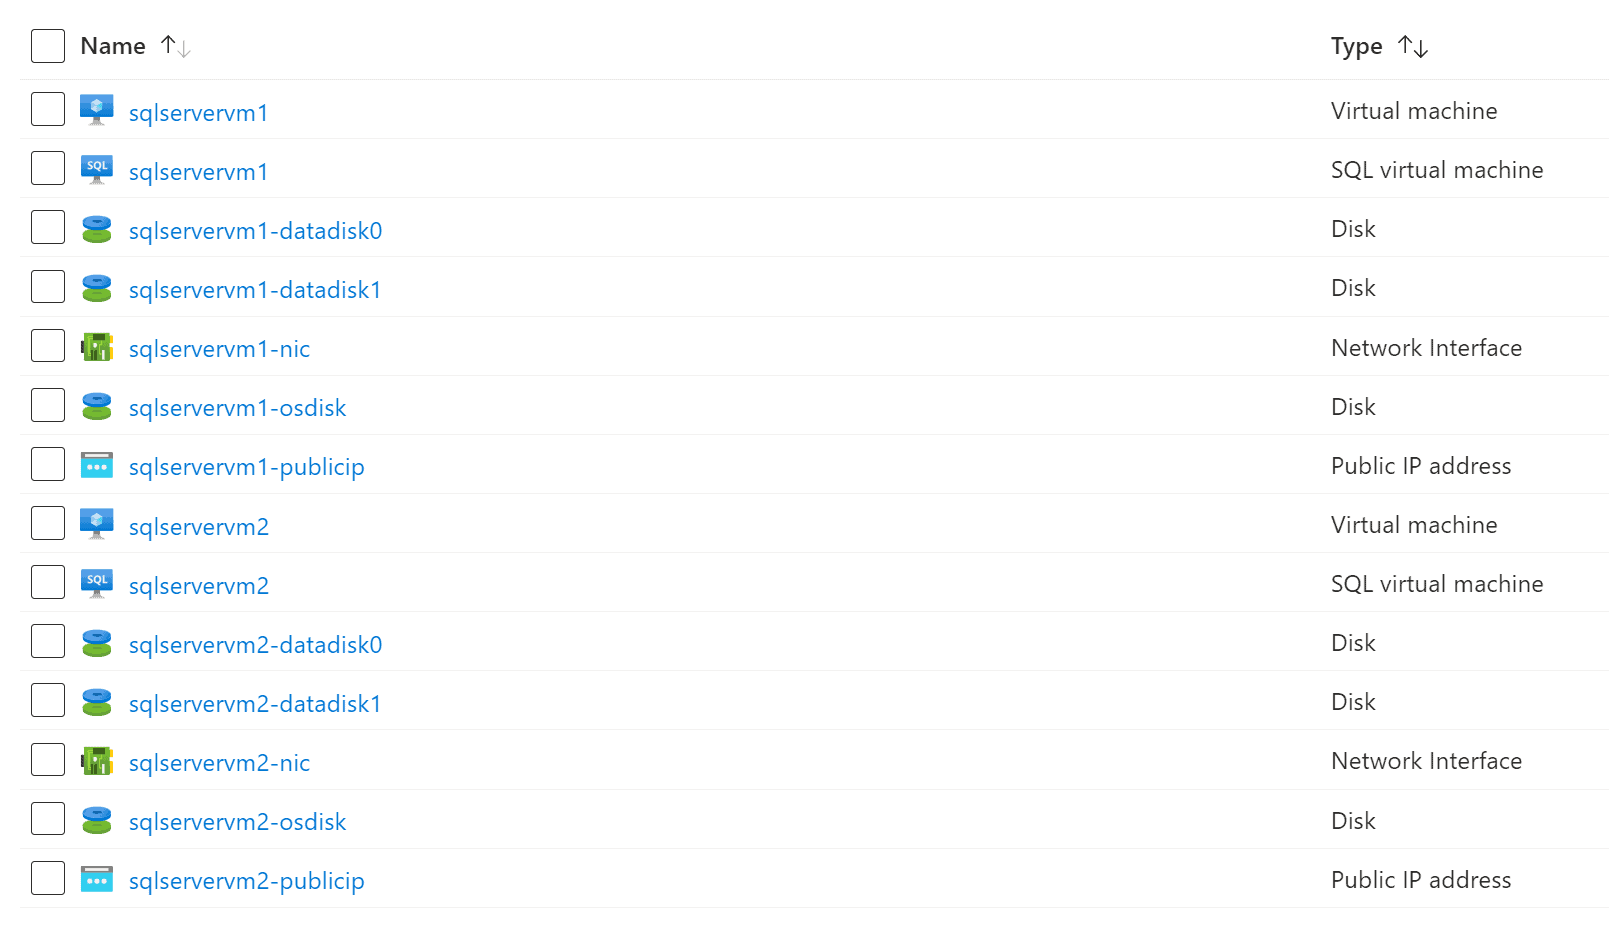 Name Type
sqlservervm1 Virtual machine
SQL sqlservervm1 SQL virtual machine
sqlservervm1-datadisk0 Disk
sqlservervm1-datadisk1 Disk
sqlservervm1-nic Network Interface
sqlservervm1-osdisk Disk
sqlservervm1-publicip Public IP address
sqlservervm2 Virtual machine
SQL sqlservervm2 SQL virtual machine
sqlservervm2-datadisk0 Disk
sqlservervm2-datadisk1 Disk
sqlservervm2-nic Network Interface
sqlservervm2-osdisk Disk
sqlservervm2-publicip Public IP address